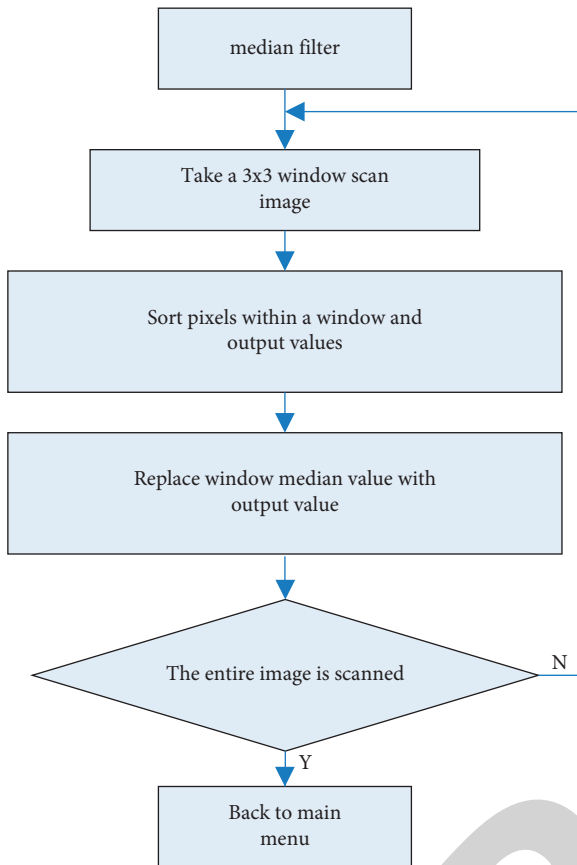 median filter
Take a 3x3 window scan
image
Sort pixels within a window and
output values
Replace window median value with
output value
The entire image is scanned
N
Y
Back to main
menu